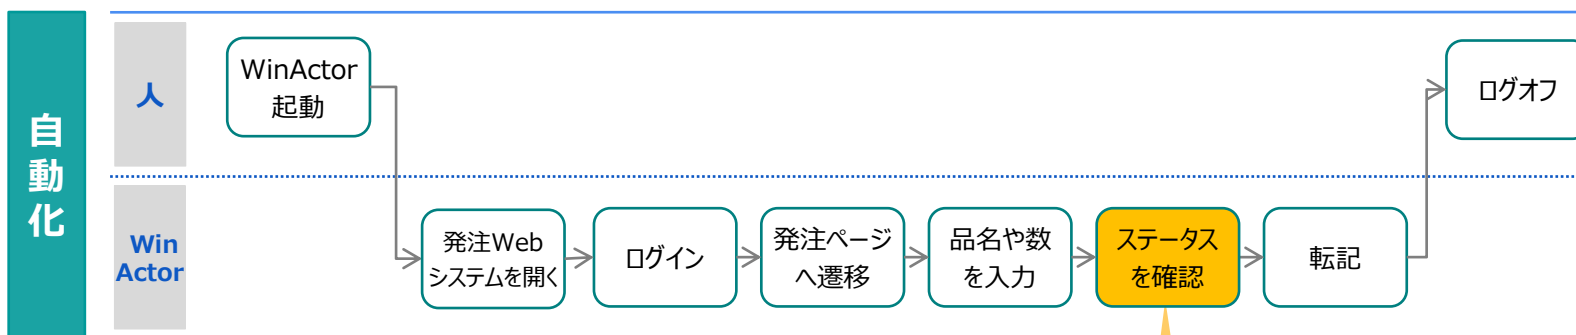 自動化
人
WinActor
起動
ログオフ
Win
Actor
発注Web
システムを開く
ログイン
発注ページ
へ遷移
品名や数
を入力
ステータス
を確認
転記